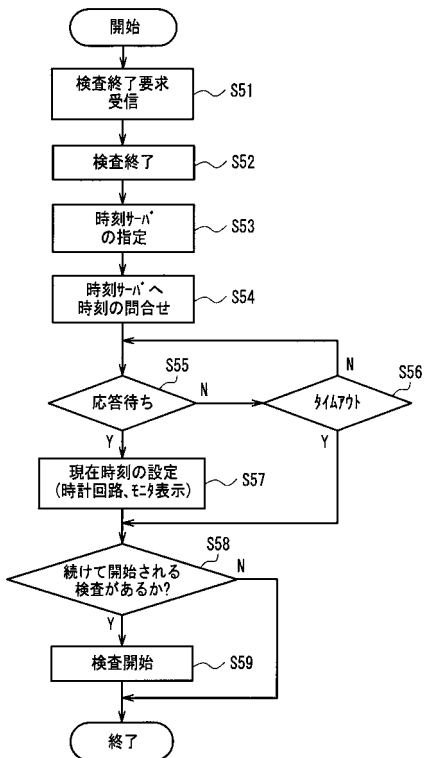 開始
検査終了要求
受信
S51
検査終了
S52
時刻ｻｰﾊﾞ
の指定
S53
時刻ｻｰﾊﾞへ
時刻の問合せ
S54
S55
応答待ち
N
Y
N
S56
ﾀｲﾑｱｳﾄ
Y
現在時刻の設定
(時計回路、ﾓﾆﾀ表示)
S57
S58
続けて開始される
検査があるか?
N
Y
検査開始
S59
終了